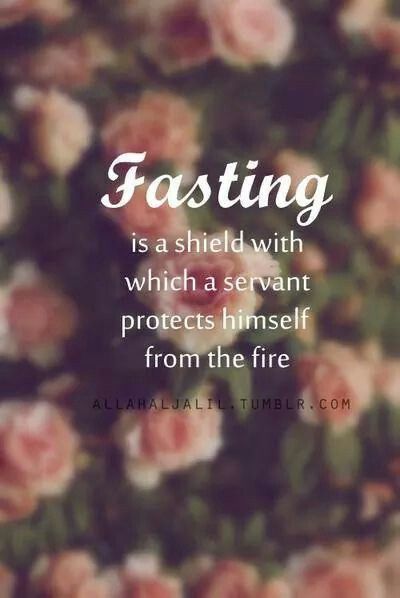 Fasting
is a shield with
which a servant
protects himself
from the fire
ALLAHALJALIL.TUMBLR.COM